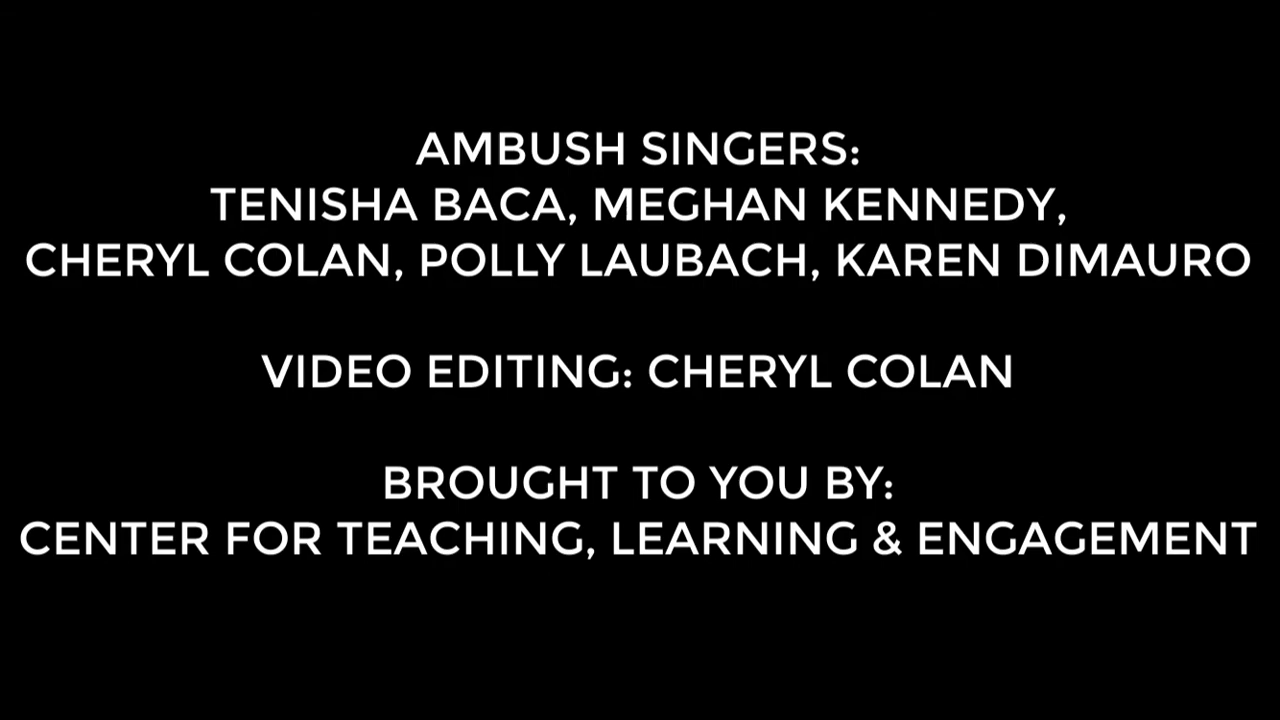 AMBUSH SINGERS:
TENISHA BACA, MEGHAN KENNEDY,
CHERYL COLAN, POLLY LAUBACH, KAREN DIMAURO
VIDEO EDITING: CHERYL COLAN
BROUGHT TO YOU BY:
CENTER FOR TEACHING, LEARNING & ENGAGEMENT